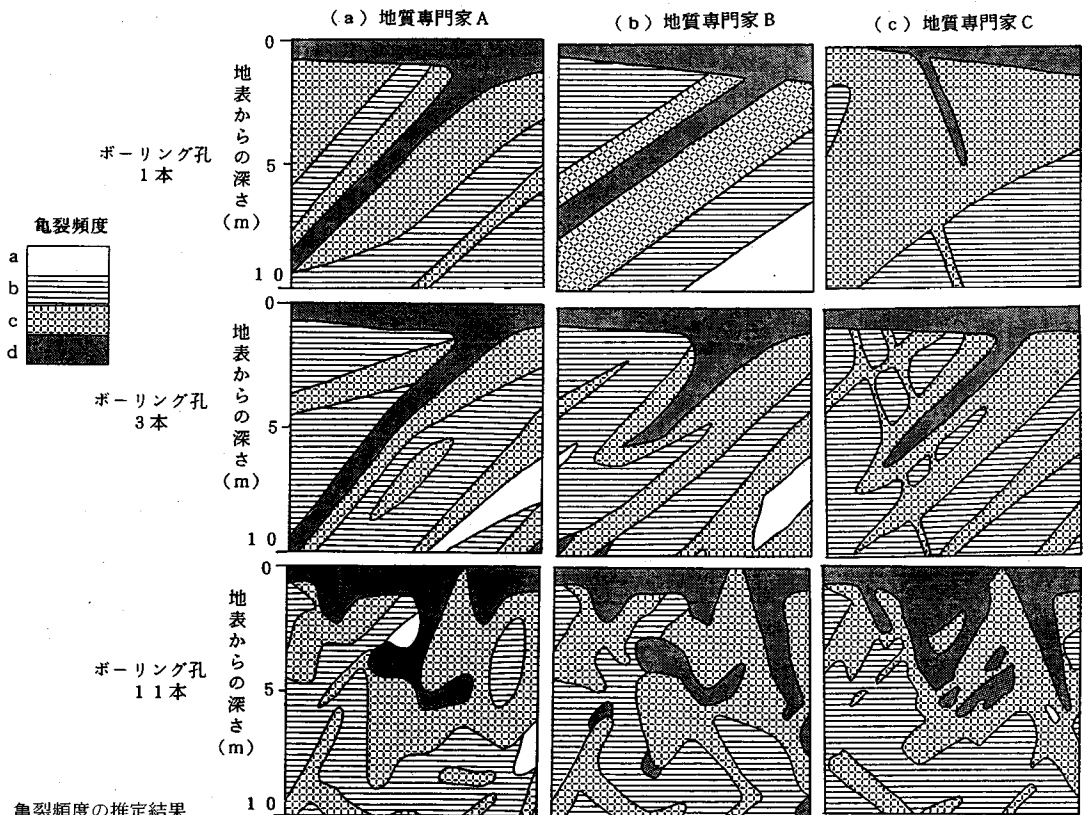 (a) 地質専門家A
(b) 地質専門家B
(c) 地質専門家C
0
地表からの深さ(m)
5
10
ボーリング孔
1本
亀裂頻度
a
b
c
d
0
地表からの深さ(m)
5
10
ボーリング孔
3本
0
地表からの深さ(m)
5
10
ボーリング孔
11本
亀裂頻度の推定結果